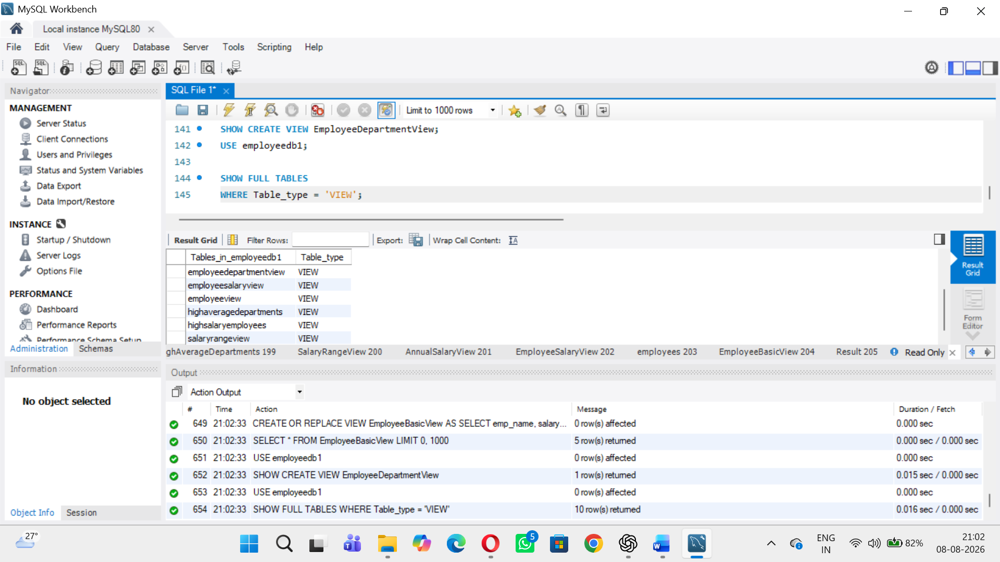 MySQL Workbench
Local instance MySQL80
File Edit View Query Database Server Tools Scripting Help
Navigator
MANAGEMENT
Server Status
Client Connections
Users and Privileges
Status and System Variables
Data Export
Data Import/Restore
INSTANCE
Startup / Shutdown
Server Logs
Options File
PERFORMANCE
Dashboard
Performance Reports
Performance Schema Setup
Administration Schemas
Information
No object selected
Object Info Session
SQL File 1*
Limit to 1000 rows
141 SHOW CREATE VIEW EmployeeDepartmentView;
142 USE employeedb1;
143
144 SHOW FULL TABLES
145 WHERE Table_type = 'VIEW';
Result Grid Filter Rows: Export: Wrap Cell Content:
Tables_in_employeedb1 Table_type
employeedepartmentview VIEW
employeesalaryview VIEW
employeeview VIEW
highaveragedepartments VIEW
highsalaryemployees VIEW
salaryrangeview VIEW
Result Grid
Form Editor
ghAverageDepartments 199 SalaryRangeView 200 AnnualSalaryView 201 EmployeeSalaryView 202 employees 203 EmployeeBasicView 204 Result 205 Read Only
Output
Action Output
# Time Action Message Duration / Fetch
649 21:02:33 CREATE OR REPLACE VIEW EmployeeBasicView AS SELECT emp_name, salary... 0 row(s) affected 0.000 sec
650 21:02:33 SELECT * FROM EmployeeBasicView LIMIT 0, 1000 5 row(s) returned 0.000 sec / 0.000 sec
651 21:02:33 USE employeedb1 0 row(s) affected 0.000 sec
652 21:02:33 SHOW CREATE VIEW EmployeeDepartmentView 1 row(s) returned 0.015 sec / 0.000 sec
653 21:02:33 USE employeedb1 0 row(s) affected 0.000 sec
654 21:02:33 SHOW FULL TABLES WHERE Table_type = 'VIEW' 10 row(s) returned 0.016 sec / 0.000 sec
27°
5
ENG
IN
82%
21:02
08-08-2026